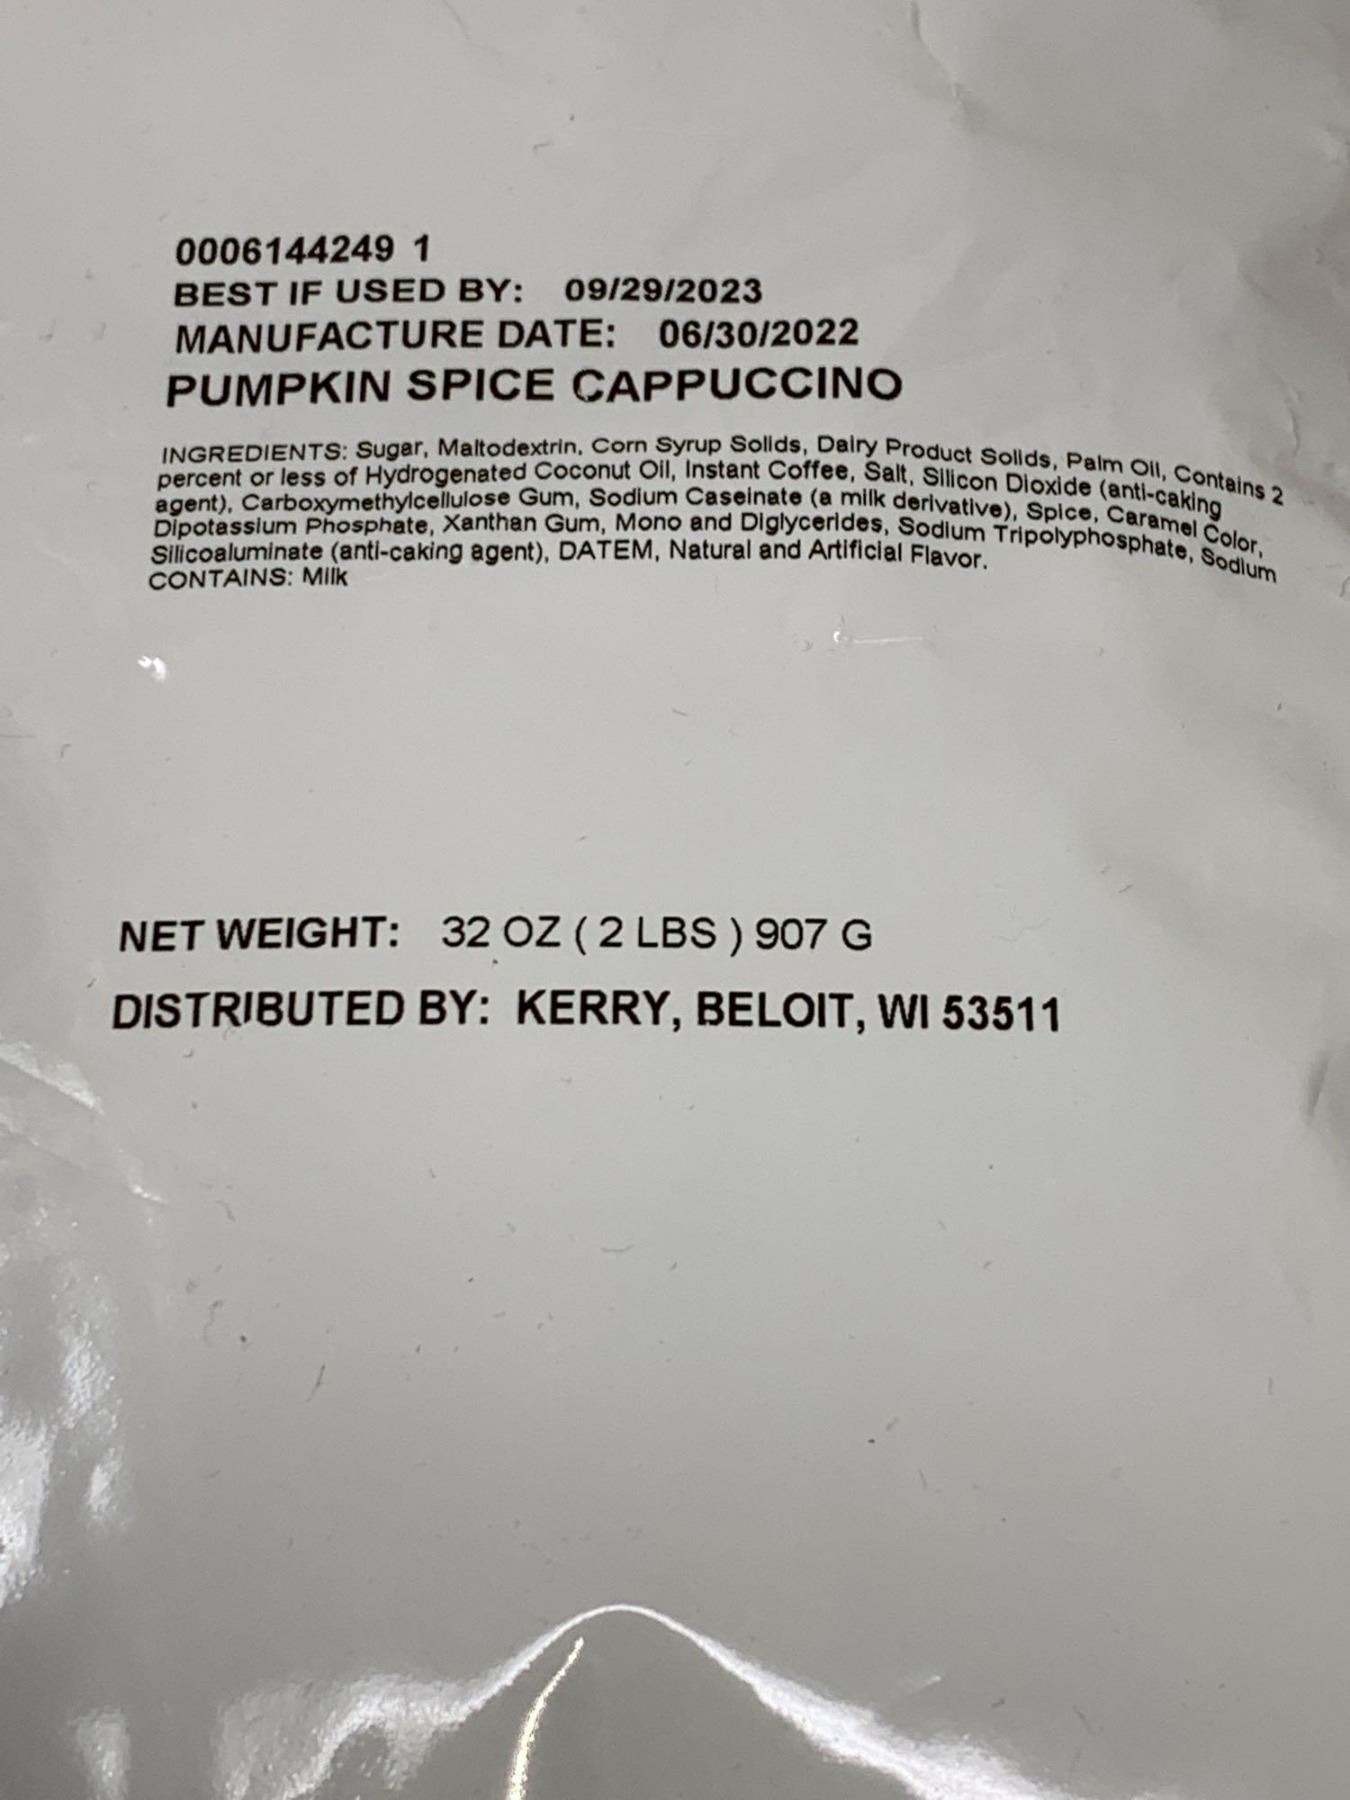 0006144249 1
BEST IF USED BY: 09/29/2023
MANUFACTURE DATE: 06/30/2022
PUMPKIN SPICE CAPPUCCINO
INGREDIENTS: Sugar, Maltodextrin, Corn Syrup Solids, Dairy Product Solids, Palm Oil, Contains 2
percent or less of Hydrogenated Coconut Oil, Instant Coffee, Salt, Silicon Dioxide (anti-caking
agent), Carboxymethylcellulose Gum, Sodium Caseinate (a milk derivative), Spice, Caramel Color,
Dipotassium Phosphate, Xanthan Gum, Mono and Diglycerides, Sodium Tripolyphosphate, Sodium
Silicoaluminate (anti-caking agent), DATEM, Natural and Artificial Flavor.
CONTAINS: Milk
NET WEIGHT: 32 OZ ( 2 LBS ) 907 G
DISTRIBUTED BY: KERRY, BELOIT, WI 53511